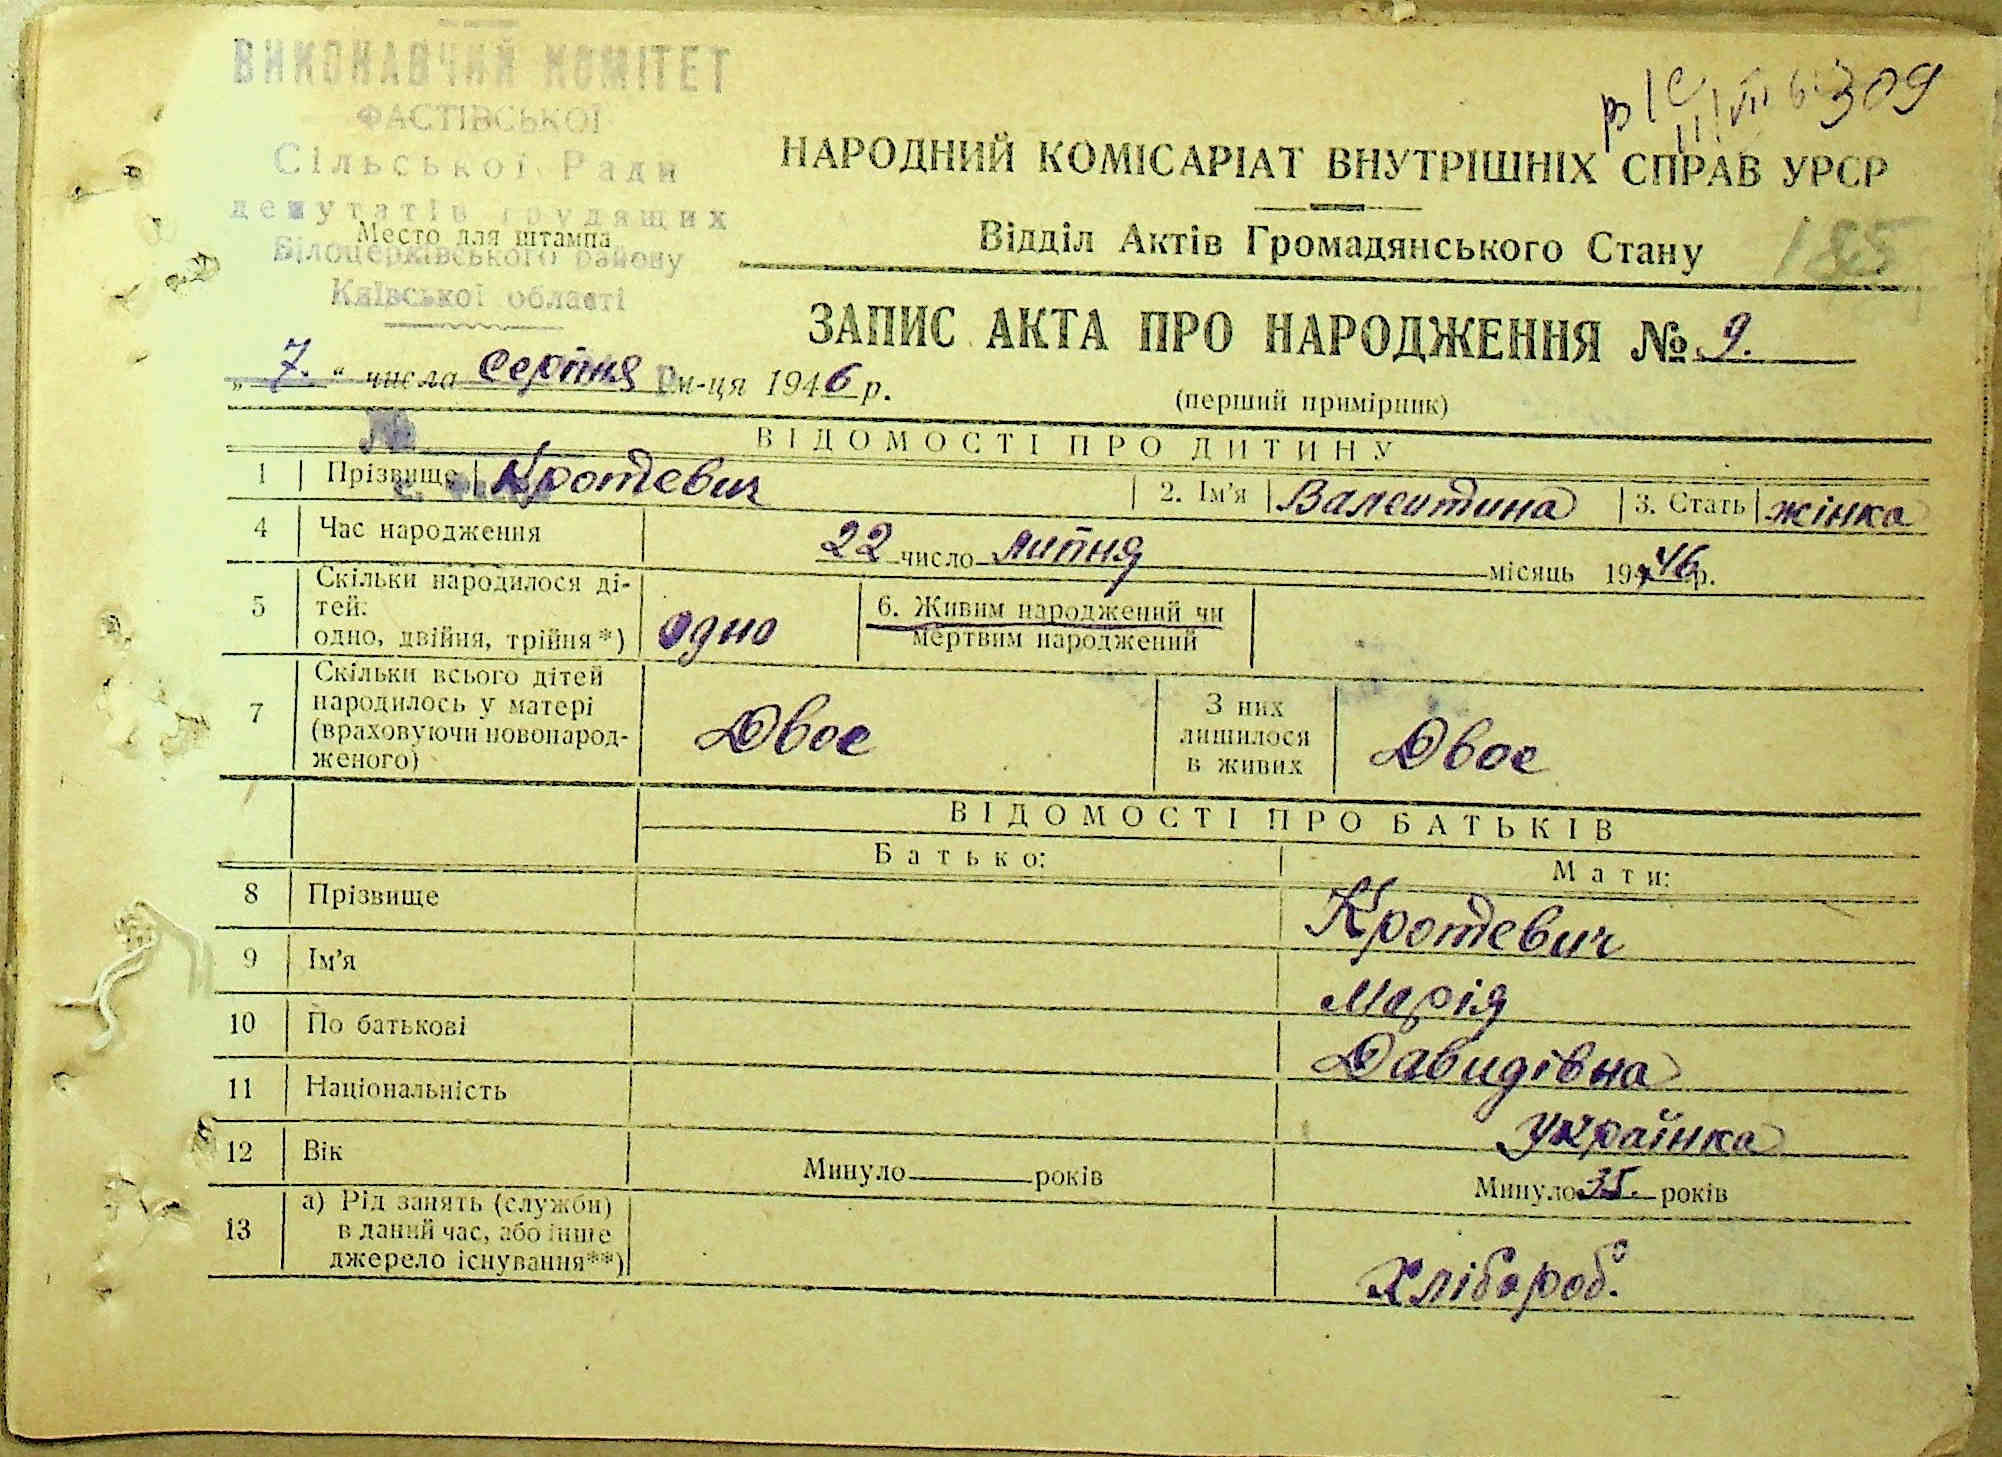 ВИКОНАВЧИЙ КОМІТЕТ
ФАСТІВСЬКОЇ
Сільської Ради
депутатів трудящих
Место для штампа
Білоцерківського району
Київської області
309
НАРОДНИЙ КОМІСАРІАТ ВНУТРІШНІХ СПРАВ УРСР
Відділ Актів Громадянського Стану
185
ЗАПИС АКТА ПРО НАРОДЖЕННЯ № 9.
„ 7. “ числа серпня м-ця 1946 р.
(перший примірник)
ВІДОМОСТІ ПРО ДИТИНУ
1 Прізвище Кротевич 2. Ім'я Валентина 3. Стать жінка
4 Час народження 22 число липня місяць 1946 р.
5 Скільки народилося ді-
тей:
одно, двійня, трійня*) одно 6. Живим народжений чи
мертвим народжений
7 Скільки всього дітей
народилось у матері
(враховуючи новонарод-
женого) Двоє З них
лишилося
в живих Двоє
ВІДОМОСТІ ПРО БАТЬКІВ
Батько: Мати:
8 Прізвище Кротевич
9 Ім'я Марія
10 По батькові Давидівна
11 Національність українка
12 Вік Минуло років Минуло 35. років
13 а) Рід занять (служби)
в даний час, або інше
джерело існування**) Хлібороб.